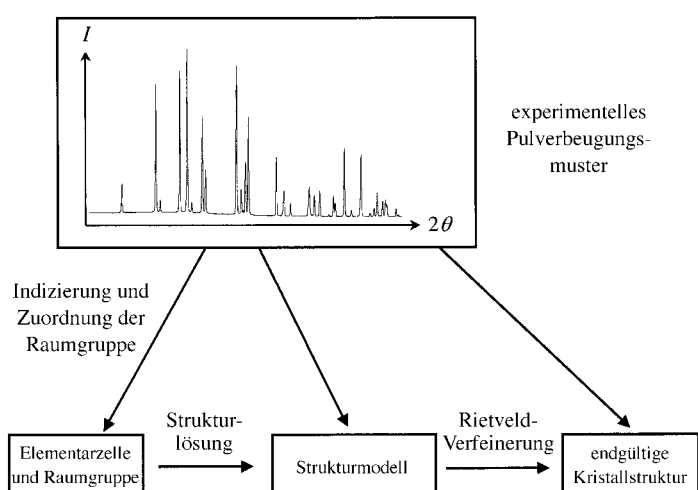 I
experimentelles
Pulverbeugungs-
muster
2θ
Indizierung und
Zuordnung der
Raumgruppe
Struktur-
lösung
Rietveld-
Verfeinerung
Elementarzelle
und Raumgruppe
Strukturmodell
endgültige
Kristallstruktur